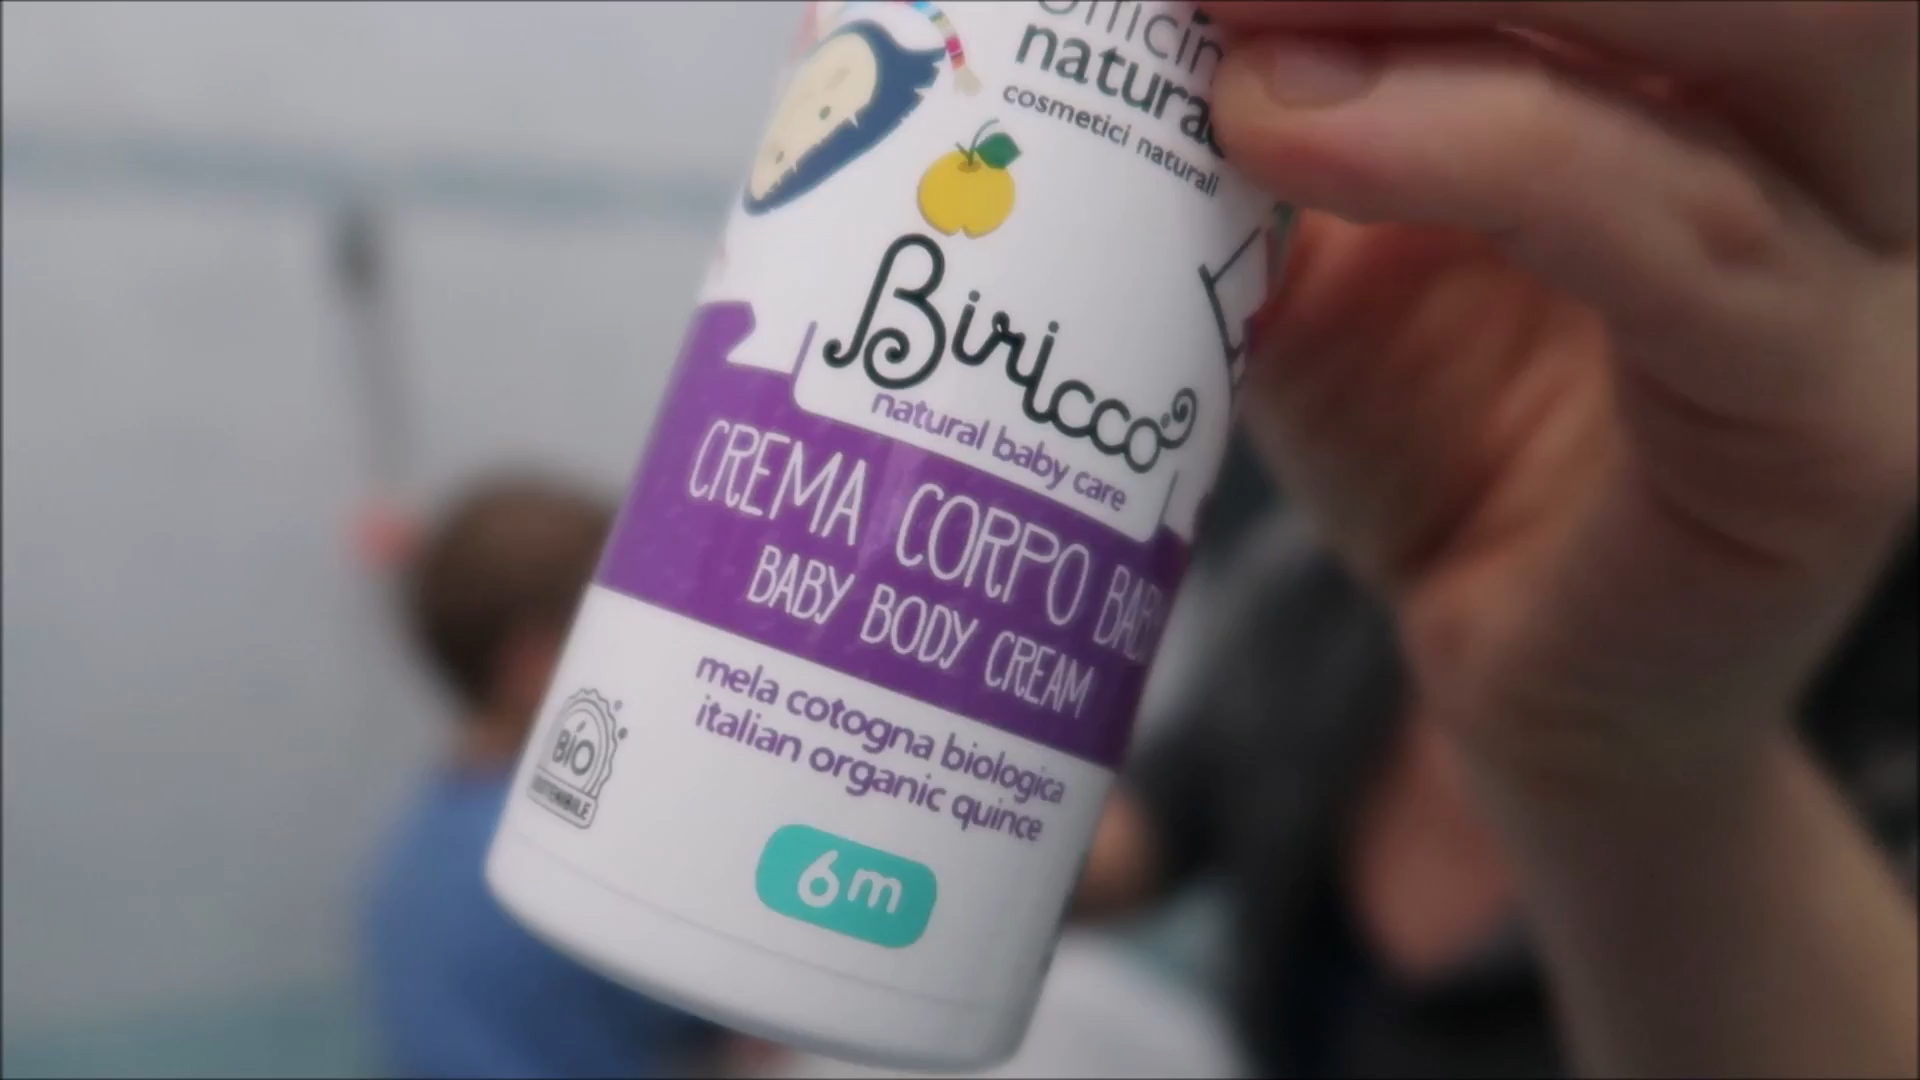 naturae
cosmetici naturali
Biricco
natural baby care
CREMA CORPO
BABY BODY CREAM
mela cotogna biologica
italian organic quince
BIO
6m